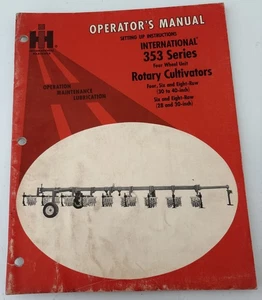 OPERATOR'S MANUAL
SETTING UP INSTRUCTIONS
INTERNATIONAL
353 Series
Four Wheel Unit
Rotary Cultivators
Four, Six and Eight-Row
(30 to 40-inch)
Six and Eight-Row
(28 and 30-inch)
IH
OPERATION
MAINTENANCE
LUBRICATION